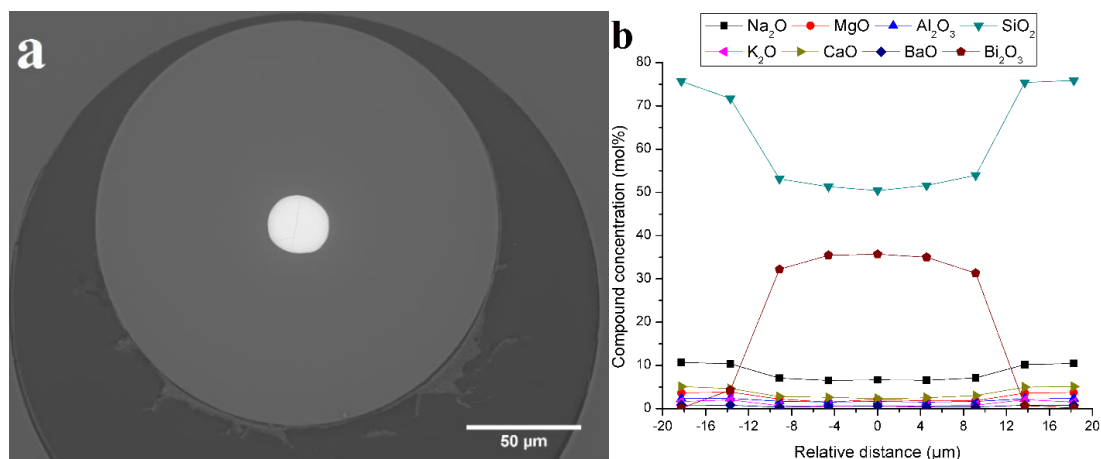 a
50 µm
b
Na₂O MgO Al₂O₃ SiO₂
K₂O CaO BaO Bi₂O₃
80
70
60
50
40
30
20
10
0
Compound concentration (mol%)
-20 -16 -12 -8 -4 0 4 8 12 16 20
Relative distance (µm)